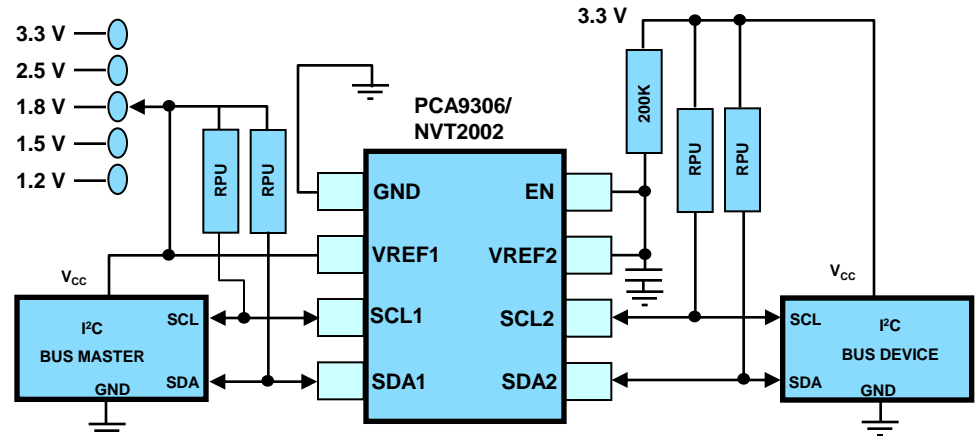 3.3 V
2.5 V
1.8 V
1.5 V
1.2 V
RPU
RPU
3.3 V
200K
RPU
RPU
PCA9306/
NVT2002
GND
EN
VREF1
VREF2
SCL1
SCL2
SDA1
SDA2
VCC
I²C
BUS MASTER
SCL
SDA
GND
VCC
SCL
I²C
BUS DEVICE
SDA
GND